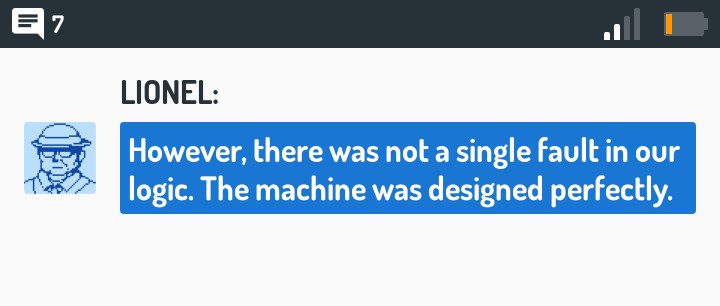 7
LIONEL:
However, there was not a single fault in our
logic. The machine was designed perfectly.